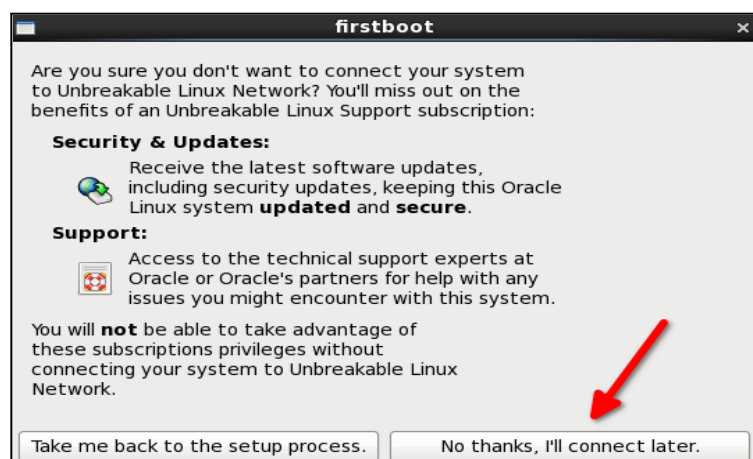 firstboot
Are you sure you don't want to connect your system
to Unbreakable Linux Network? You'll miss out on the
benefits of an Unbreakable Linux Support subscription:
Security & Updates:
Receive the latest software updates,
including security updates, keeping this Oracle
Linux system updated and secure.
Support:
Access to the technical support experts at
Oracle or Oracle's partners for help with any
issues you might encounter with this system.
You will not be able to take advantage of
these subscriptions privileges without
connecting your system to Unbreakable Linux
Network.
Take me back to the setup process.
No thanks, I'll connect later.